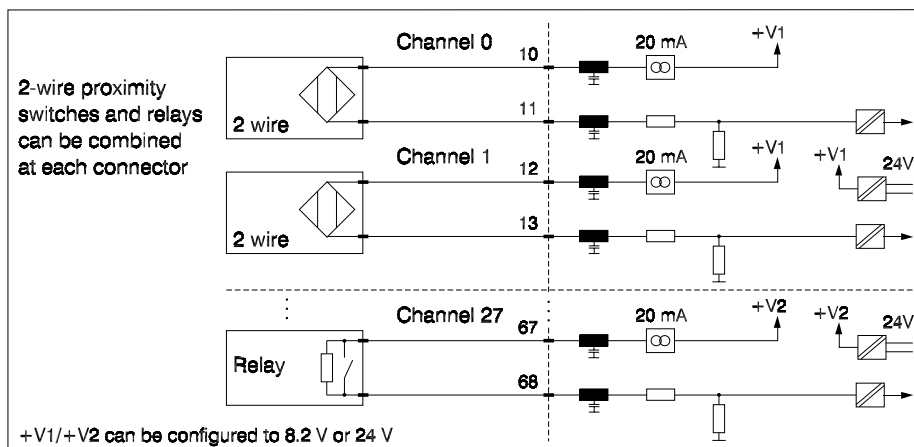 2-wire proximity
switches and relays
can be combined
at each connector
Channel 0
10
20 mA
+V1
2 wire
11
Channel 1
12
20 mA
+V1
+V1
24V
2 wire
13
Channel 27
67
20 mA
+V2
+V2
24V
Relay
68
+V1/+V2 can be configured to 8.2 V or 24 V